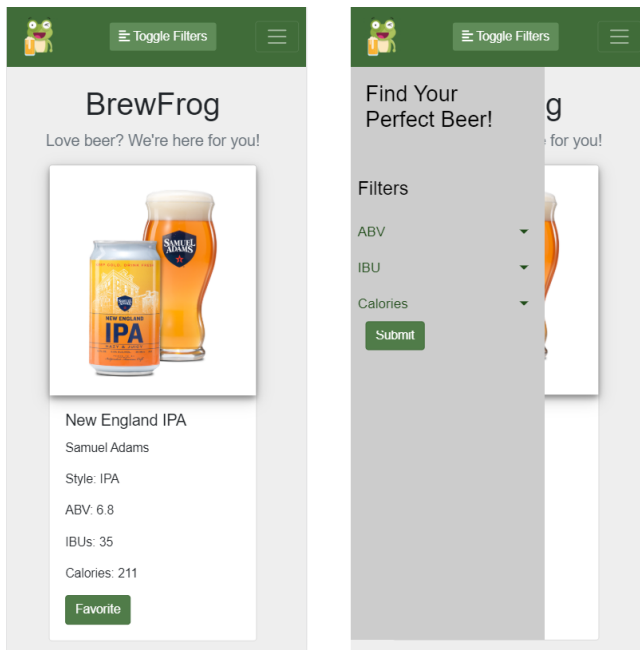 Toggle Filters
BrewFrog
Love beer? We're here for you!
SAMUEL
ADAMS
NEW ENGLAND
IPA
New England IPA
Samuel Adams
Style: IPA
ABV: 6.8
IBUs: 35
Calories: 211
Favorite
Toggle Filters
Find Your
Perfect Beer!
g
for you!
Filters
ABV
IBU
Calories
Submit